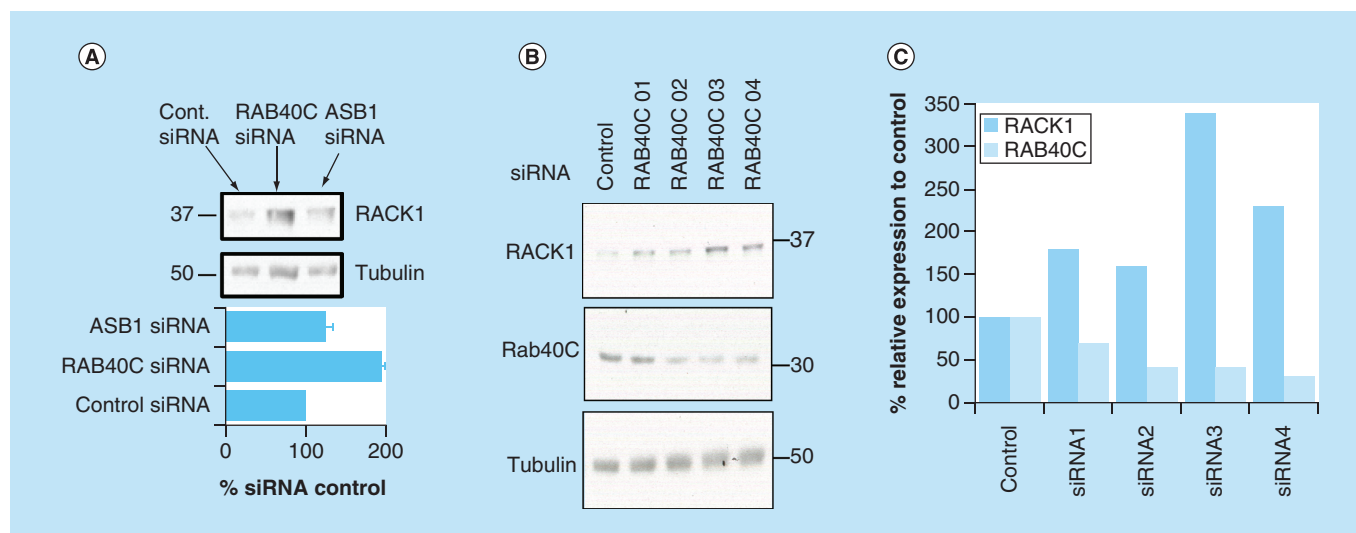 A
Cont. RAB40C ASB1
siRNA siRNA siRNA
37 RACK1
50 Tubulin
ASB1 siRNA
RAB40C siRNA
Control siRNA
0 100 200
% siRNA control
B
siRNA
Control
RAB40C 01
RAB40C 02
RAB40C 03
RAB40C 04
RACK1 37
Rab40C 30
Tubulin 50
C
% relative expression to control
350
300
250
200
150
100
50
0
RACK1
RAB40C
Control
siRNA1
siRNA2
siRNA3
siRNA4